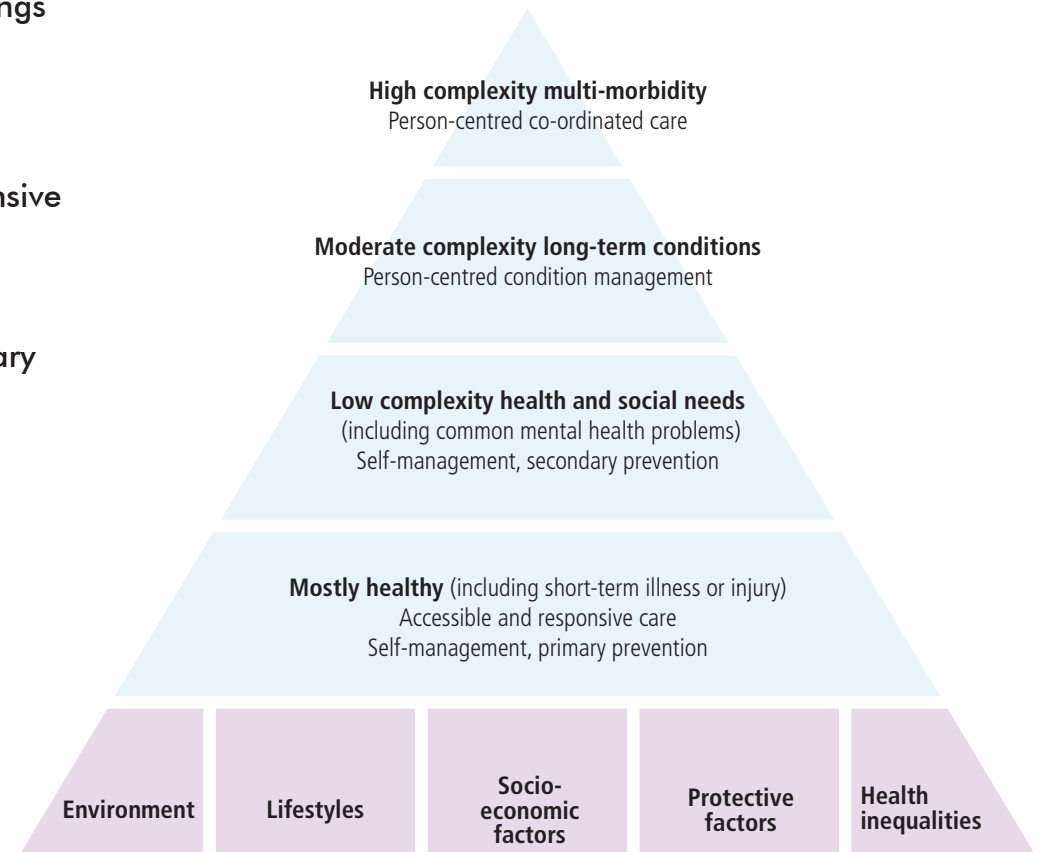 ngs
High complexity multi-morbidity
Person-centred co-ordinated care
nsive
Moderate complexity long-term conditions
Person-centred condition management
ary
Low complexity health and social needs
(including common mental health problems)
Self-management, secondary prevention
Mostly healthy (including short-term illness or injury)
Accessible and responsive care
Self-management, primary prevention
Environment
Lifestyles
Socio-
economic
factors
Protective
factors
Health
inequalities